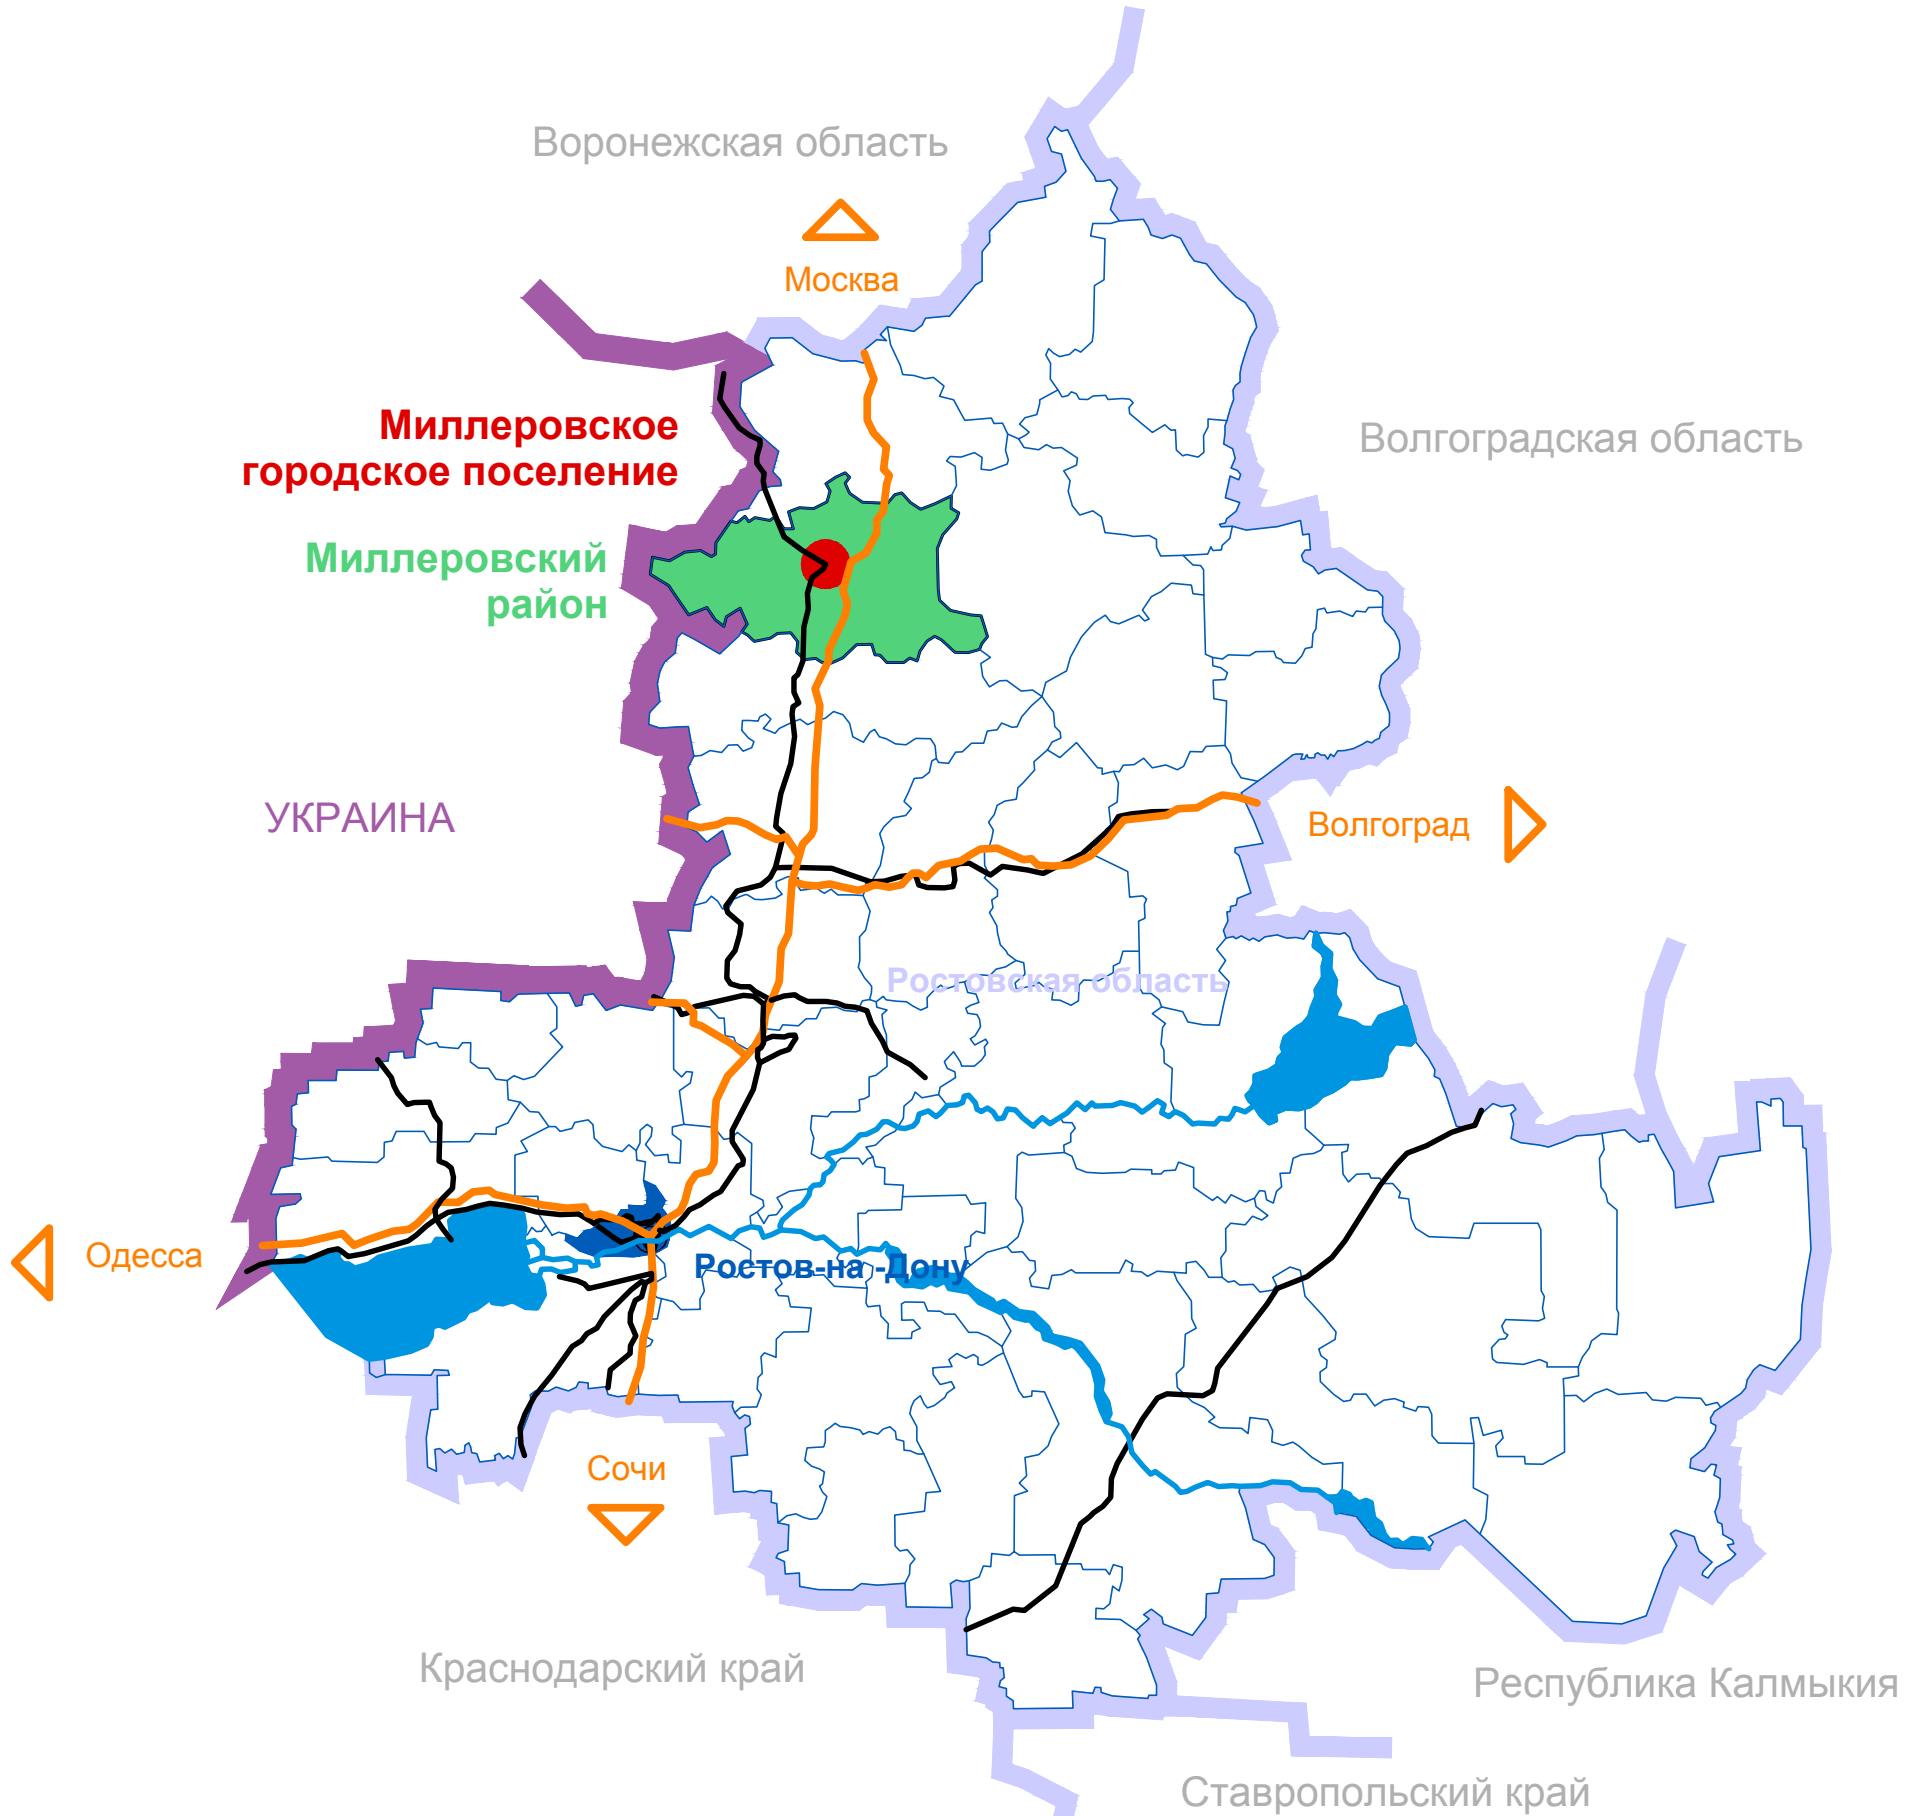 Воронежская область
Москва
Миллеровское
городское поселение
Волгоградская область
Миллеровский
район
УКРАИНА
Волгоград
Ростовская область
Одесса
Ростов-на -Дону
Сочи
Краснодарский край
Республика Калмыкия
Ставропольский край